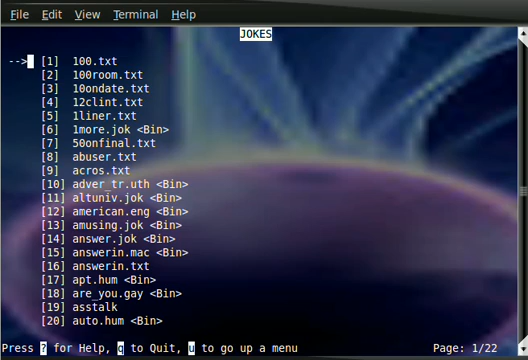 File Edit View Terminal Help
JOKES
--> [1] 100.txt
[2] 100room.txt
[3] 10ondate.txt
[4] 12clint.txt
[5] 1liner.txt
[6] 1more.jok <Bin>
[7] 50onfinal.txt
[8] abuser.txt
[9] acros.txt
[10] adver_tr.uth <Bin>
[11] altuniv.jok <Bin>
[12] american.eng <Bin>
[13] amusing.jok <Bin>
[14] answer.jok <Bin>
[15] answerin.mac <Bin>
[16] answerin.txt
[17] apt.hum <Bin>
[18] are_you.gay <Bin>
[19] asstalk
[20] auto.hum <Bin>
Press ? for Help, q to Quit, u to go up a menu Page: 1/22